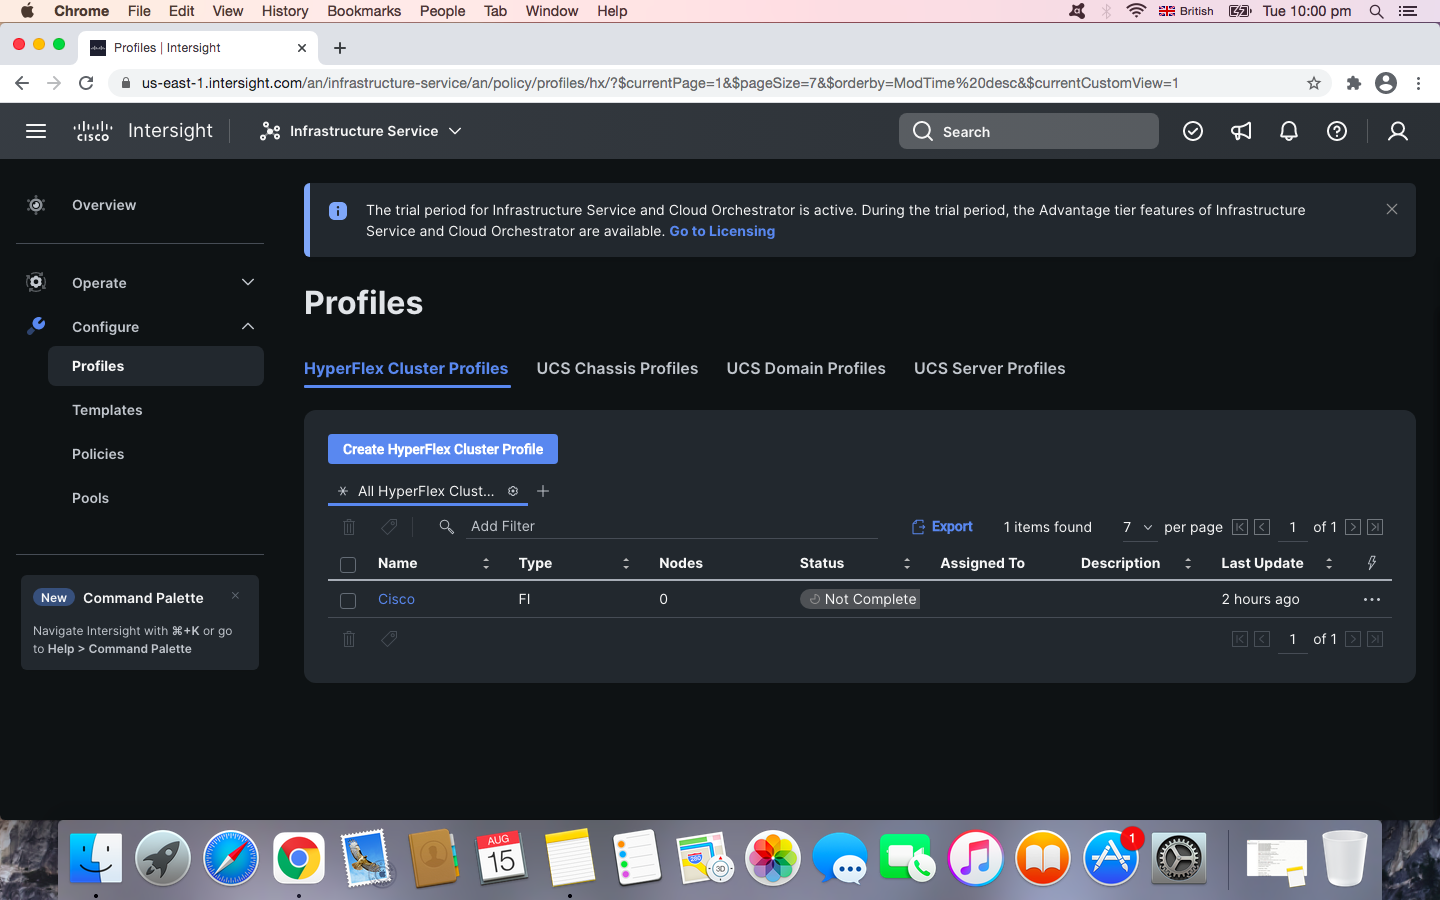 Chrome File Edit View History Bookmarks People Tab Window Help British Tue 10:00 pm
Profiles | Intersight
us-east-1.intersight.com/an/infrastructure-service/an/policy/profiles/hx/?$currentPage=1&$pageSize=7&$orderby=ModTime%20desc&$currentCustomView=1
CISCO Intersight Infrastructure Service Search
Overview
Operate
Configure
Profiles
Templates
Policies
Pools
New Command Palette
Navigate Intersight with ⌘+K or go
to Help > Command Palette
The trial period for Infrastructure Service and Cloud Orchestrator is active. During the trial period, the Advantage tier features of Infrastructure
Service and Cloud Orchestrator are available. Go to Licensing
Profiles
HyperFlex Cluster Profiles UCS Chassis Profiles UCS Domain Profiles UCS Server Profiles
Create HyperFlex Cluster Profile
All HyperFlex Clust...
Add Filter Export 1 items found 7 per page 1 of 1
Name Type Nodes Status Assigned To Description Last Update
Cisco FI 0 Not Complete 2 hours ago
1 of 1
AUG
15
280
3D
1